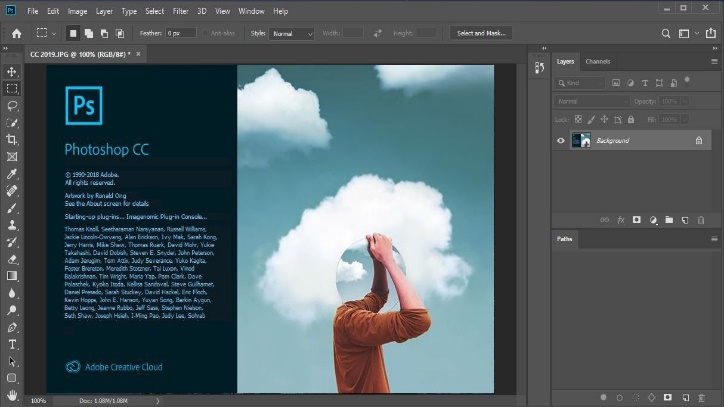 Ps File Edit Image Layer Type Select Filter 3D View Window Help
Feather: 0 px Anti-alias Style: Normal Width: Height: Select and Mask...
CC 2019.JPG @ 100% (RGB/8#) * ×
Ps
Photoshop CC
© 1990-2018 Adobe.
All rights reserved.
Artwork by Ronald Ong
See the About screen for details
Starting-up plug-ins... Imagenomic Plug-in Console...
Thomas Knoll, Seetharaman Narayanan, Russell Williams,
Jackie Lincoln-Owyang, Alan Erickson, Ivy Mak, Sarah Kong,
Jerry Harris, Mike Shaw, Thomas Ruark, David Mohr, Yukie
Takahashi, David Dobish, Steven E. Snyder, John Peterson,
Adam Jerugim, Tom Attix, Judy Severance, Yuko Kagita,
Foster Brereton, Meredith Stotzner, Tai Luxon, Vinod
Balakrishnan, Tim Wright, Maria Yap, Pam Clark, Dave
Polaschek, Kyoko Itoda, Kellisa Sandoval, Steve Guilhamet,
Daniel Presedo, Sarah Stuckey, David Hackel, Eric Floch,
Kevin Hopps, John E. Hanson, Yuyan Song, Barkin Aygun,
Betty Leong, Jeanne Rubbo, Jeff Sass, Stephen Nielson,
Seth Shaw, Joseph Hsieh, I-Ming Pao, Judy Lee, Sohrab
Adobe Creative Cloud
100% Doc: 1.08M/1.08M
Layers Channels
Kind
Normal Opacity: 100%
Lock: Fill: 100%
Background
Paths